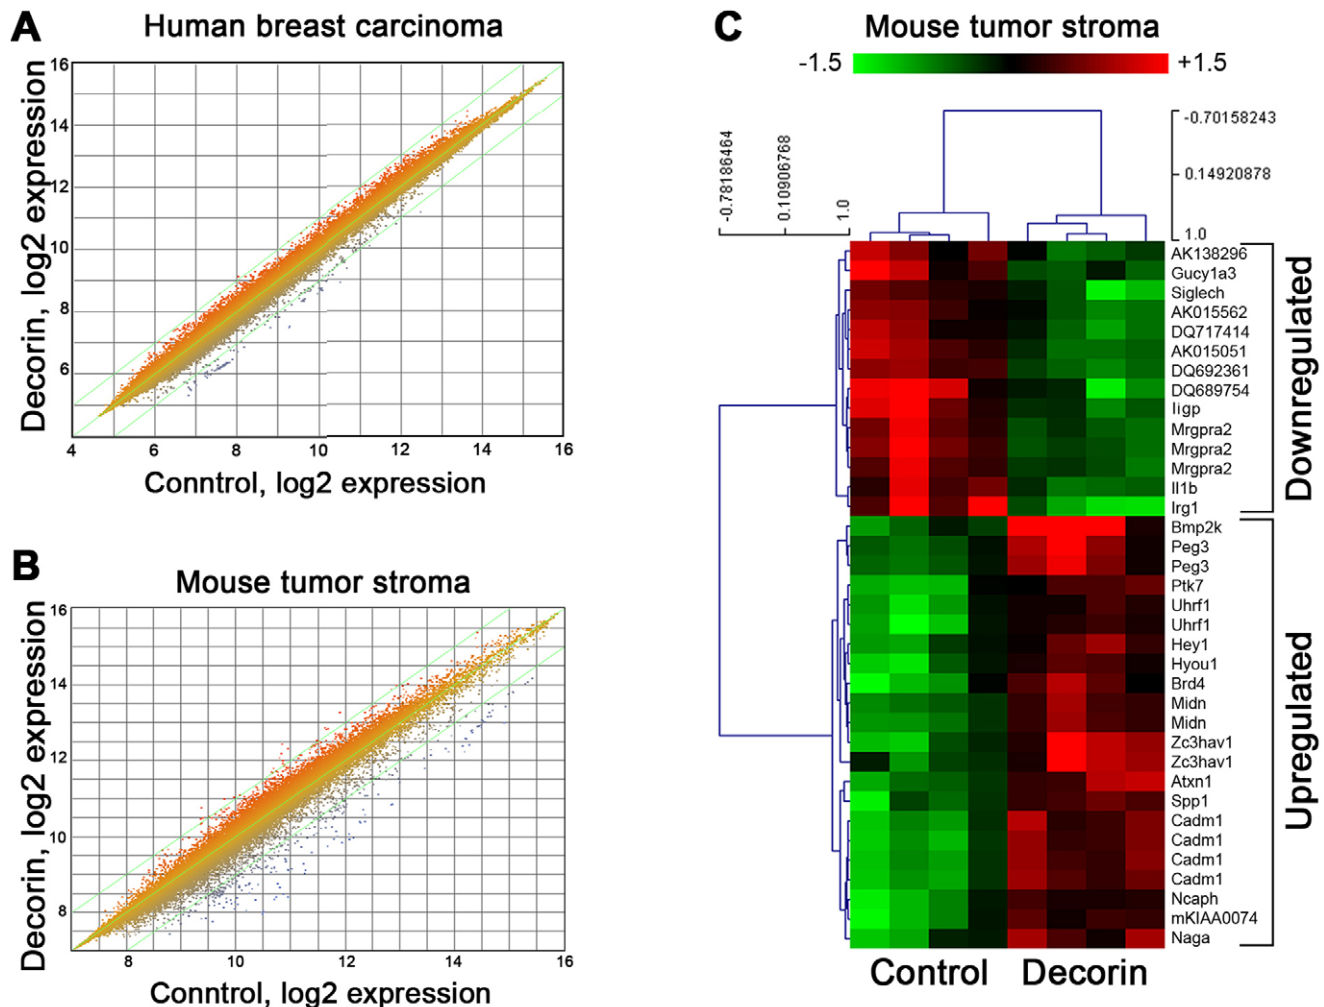 A
Human breast carcinoma
16
14
12
10
8
6
4
6
8
10
12
14
16
Decorin, log2 expression
Conntrol, log2 expression
B
Mouse tumor stroma
16
14
12
10
8
8
10
12
14
16
Decorin, log2 expression
Conntrol, log2 expression
C
Mouse tumor stroma
-1.5
+1.5
-0.78186464
0.10906768
1.0
-0.70158243
0.14920878
1.0
AK138296
Gucy1a3
Siglech
AK015562
DQ717414
AK015051
DQ692361
DQ689754
Iigp
Mrgpra2
Mrgpra2
Mrgpra2
Il1b
Irg1
Bmp2k
Peg3
Peg3
Ptk7
Uhrf1
Uhrf1
Hey1
Hyou1
Brd4
Midn
Midn
Zc3hav1
Zc3hav1
Atxn1
Spp1
Cadm1
Cadm1
Cadm1
Cadm1
Ncaph
mKIAA0074
Naga
Downregulated
Upregulated
Control
Decorin